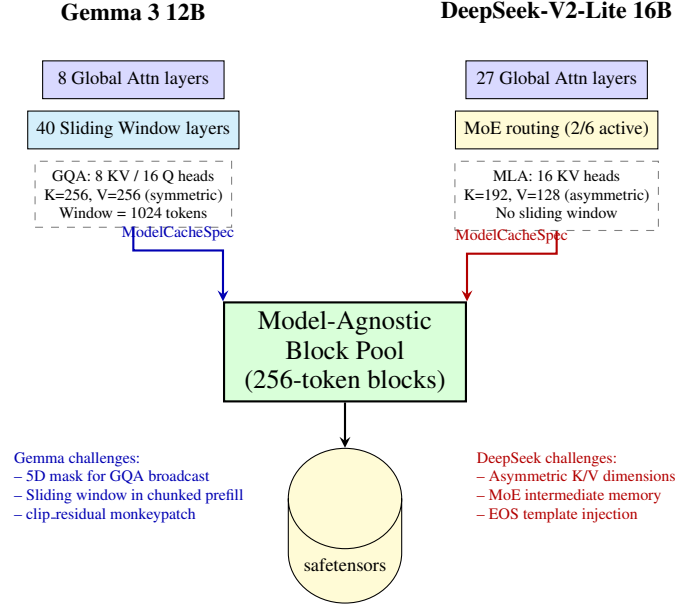 Gemma 3 12B
8 Global Attn layers
40 Sliding Window layers
GQA: 8 KV / 16 Q heads
K=256, V=256 (symmetric)
Window = 1024 tokens
ModelCacheSpec
DeepSeek-V2-Lite 16B
27 Global Attn layers
MoE routing (2/6 active)
MLA: 16 KV heads
K=192, V=128 (asymmetric)
No sliding window
ModelCacheSpec
Model-Agnostic
Block Pool
(256-token blocks)
Gemma challenges:
– 5D mask for GQA broadcast
– Sliding window in chunked prefill
– clip_residual monkeypatch
DeepSeek challenges:
– Asymmetric K/V dimensions
– MoE intermediate memory
– EOS template injection
safetensors